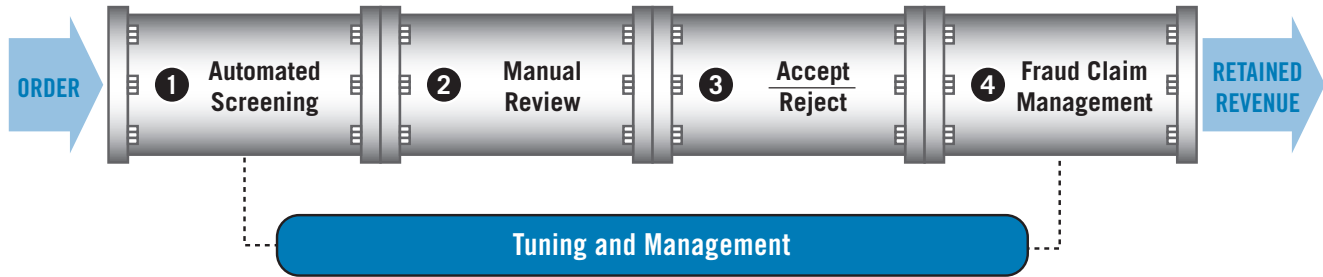 ORDER
1 Automated
Screening
2 Manual
Review
3 Accept
Reject
4 Fraud Claim
Management
RETAINED
REVENUE
Tuning and Management